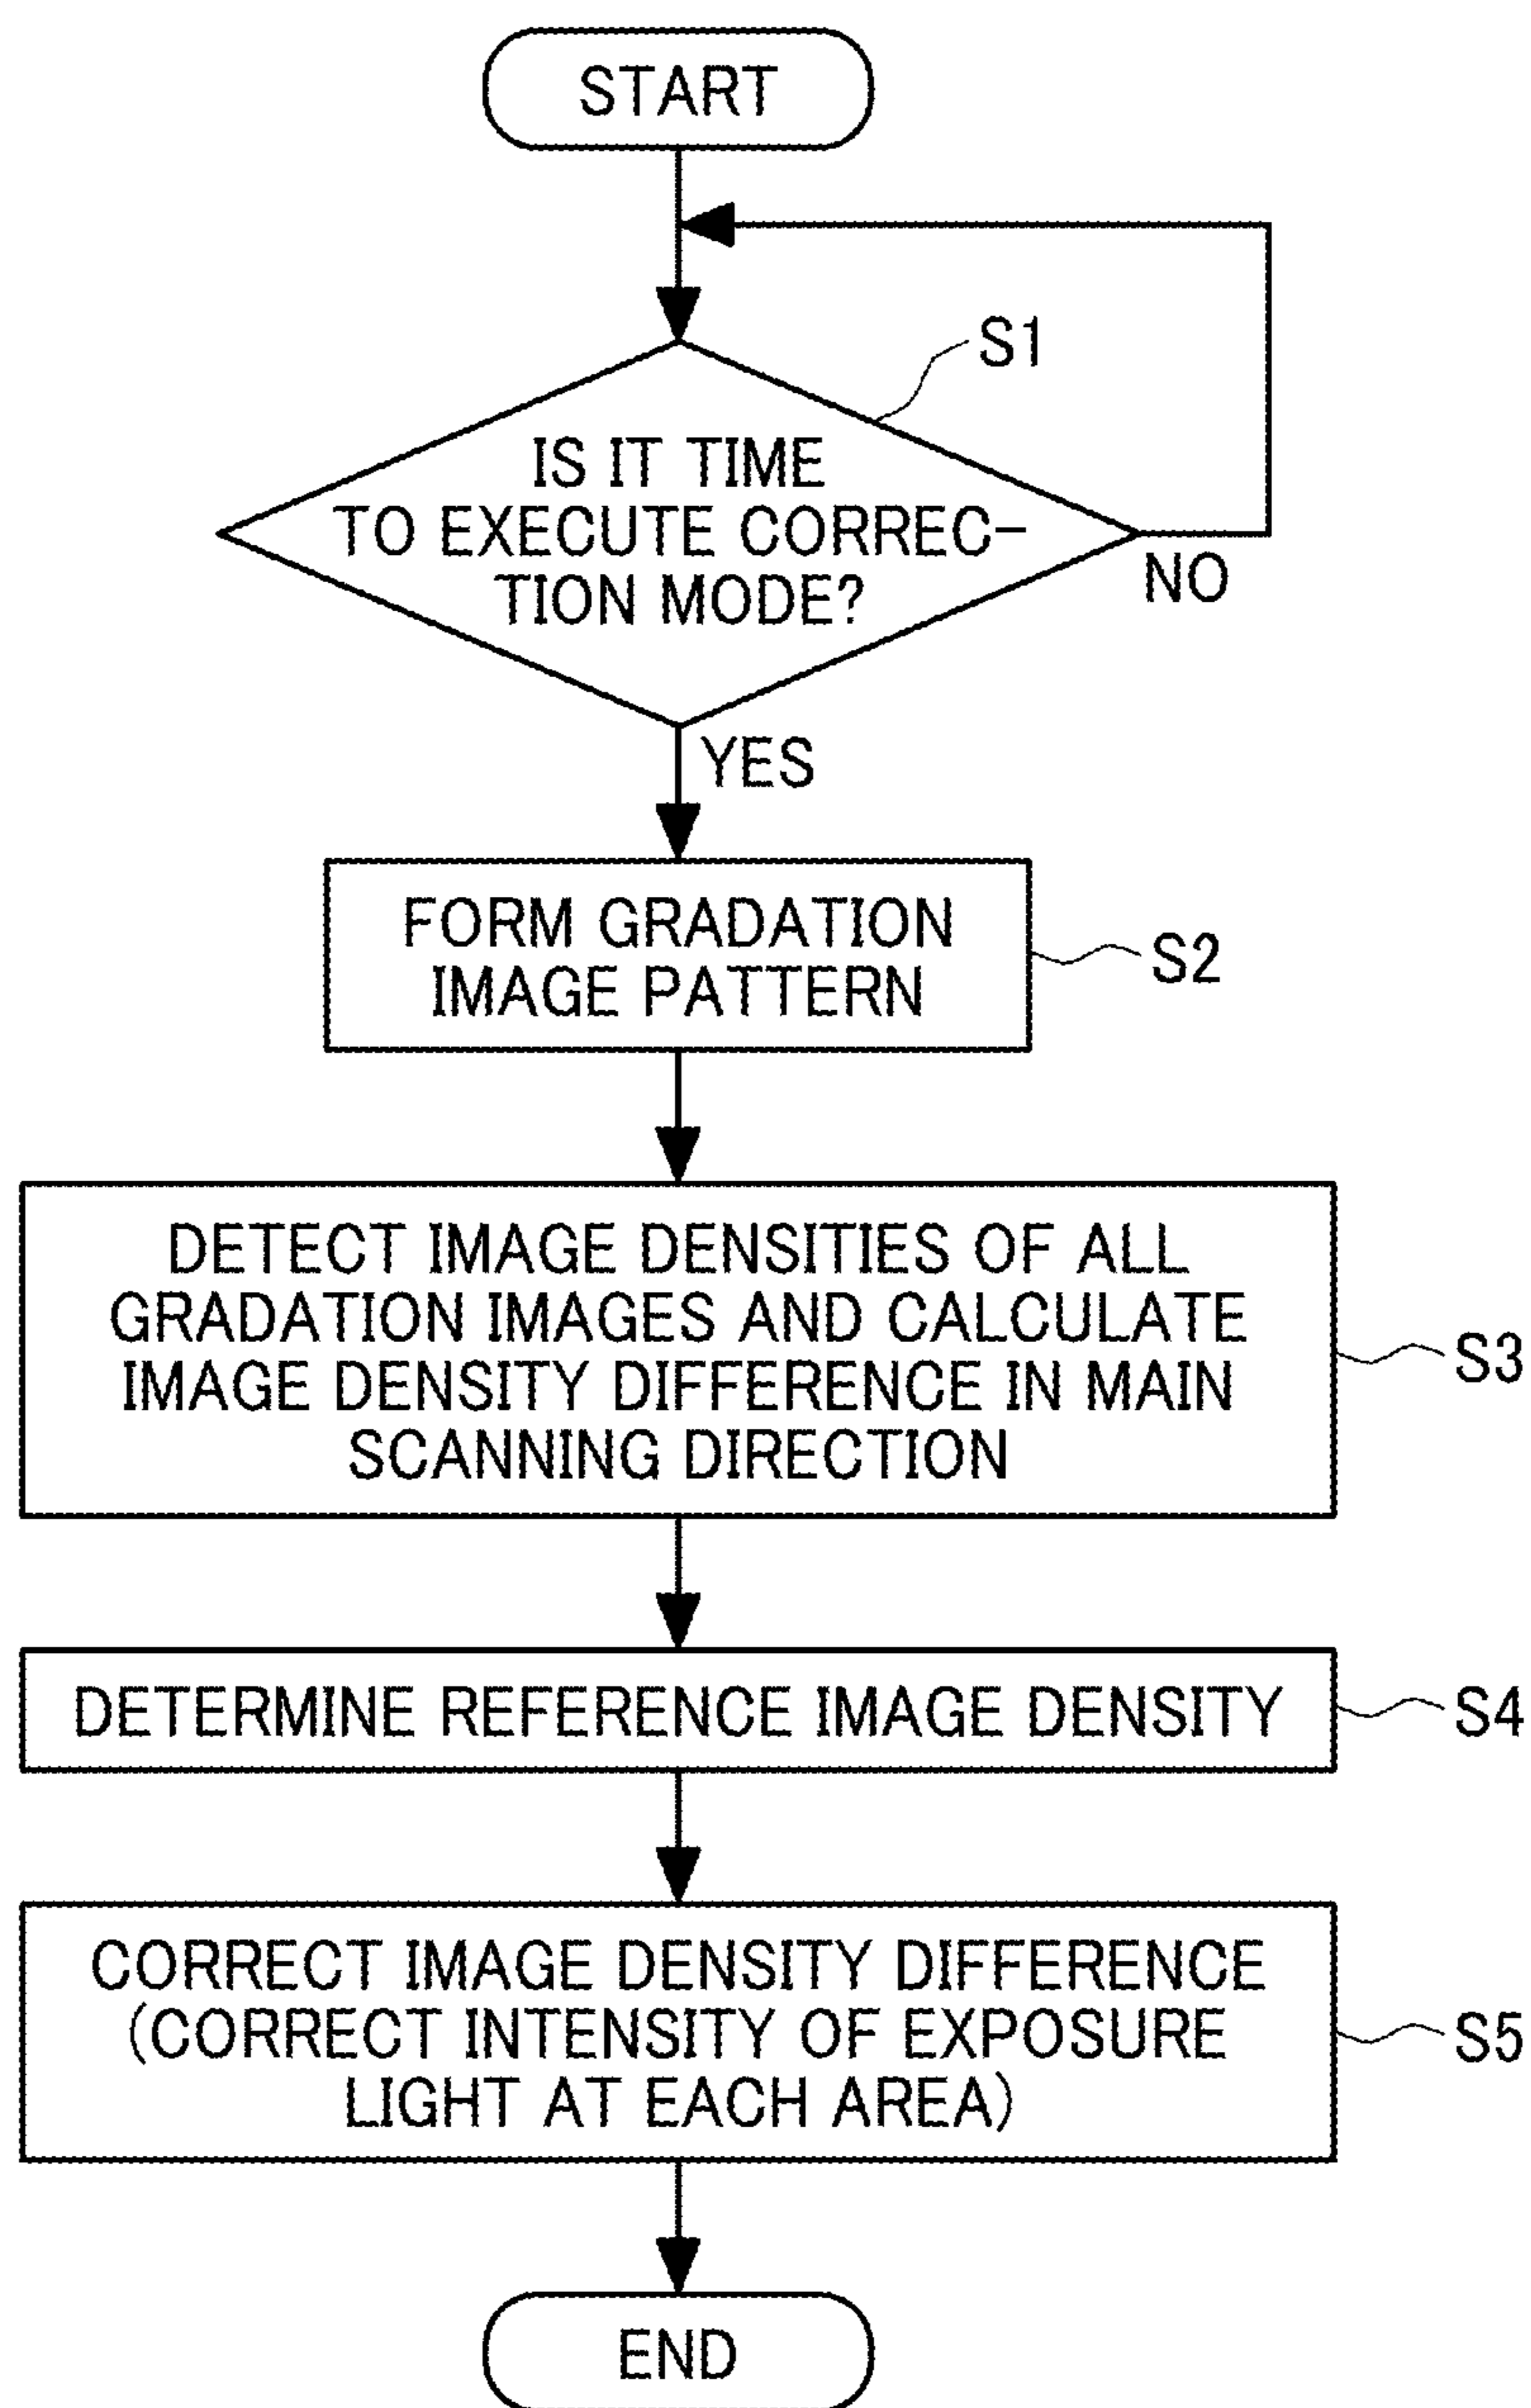 START
S1
IS IT TIME
TO EXECUTE CORREC-
TION MODE?
NO
YES
FORM GRADATION
IMAGE PATTERN
S2
DETECT IMAGE DENSITIES OF ALL
GRADATION IMAGES AND CALCULATE
IMAGE DENSITY DIFFERENCE IN MAIN
SCANNING DIRECTION
S3
DETERMINE REFERENCE IMAGE DENSITY
S4
CORRECT IMAGE DENSITY DIFFERENCE
(CORRECT INTENSITY OF EXPOSURE
LIGHT AT EACH AREA)
S5
END